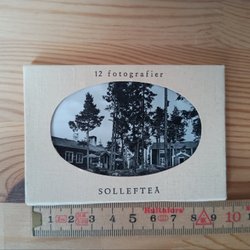 12 fotografier
SOLLEFTEÅ
Hultafors
1 2 3 4 5 6 7 8 9 10